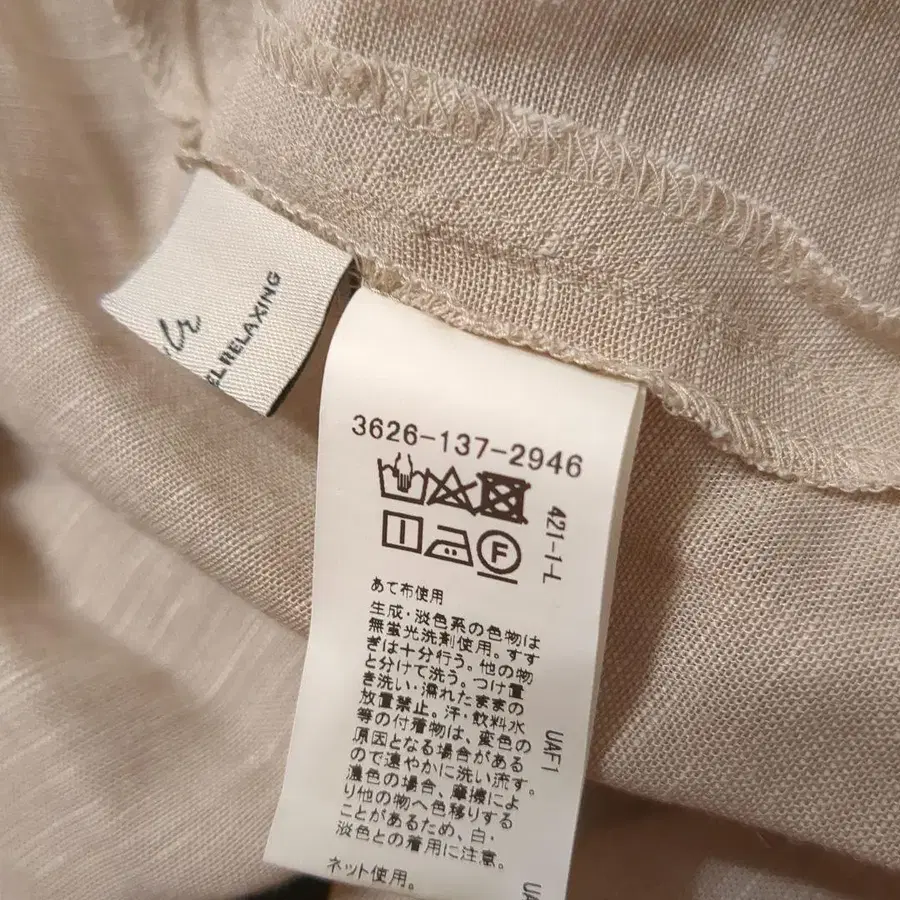 ELRELAXING
3626-137-2946
421-1-L
F
あて布使用
生成・淡色系の色物は
無蛍光洗剤使用。すす
ぎは十分行う。他の物
と分けて洗う。つけ置
き洗い・濡れたままの
放置禁止。汗・飲料水
等の付着物は、変色の
原因となる場合がある
ので速やかに洗い流す。
濃色の場合、摩擦によ
り他の物へ色移りする
ことがあるため、白・
淡色との着用に注意。
ネット使用。
UAF1
UA